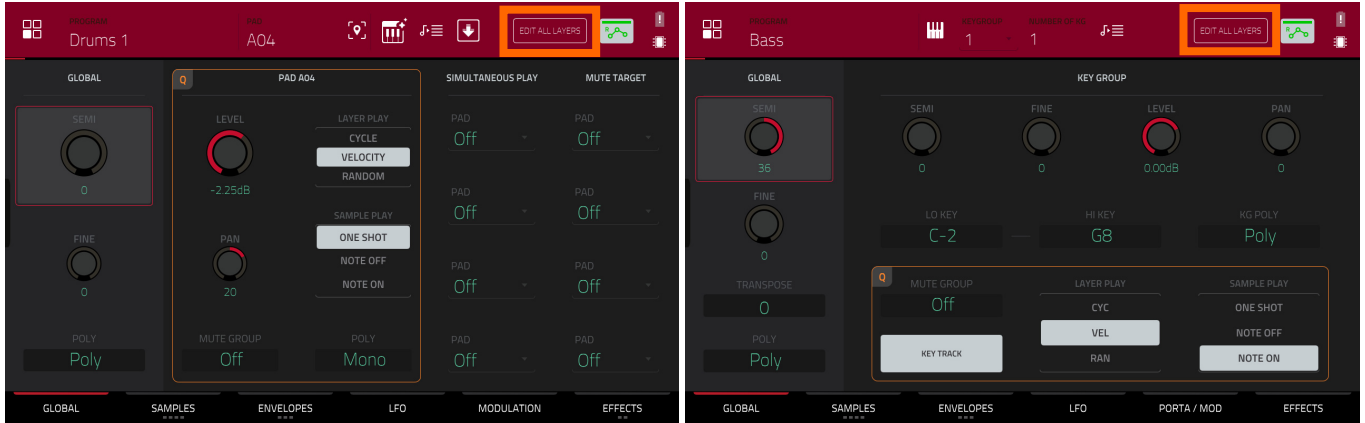 PROGRAM
Drums 1
PAD
A04
EDIT ALL LAYERS
R
!
GLOBAL
SEMI
0
FINE
0
POLY
Poly
Q
PAD A04
LEVEL
-2.25dB
PAN
20
MUTE GROUP
Off
LAYER PLAY
CYCLE
VELOCITY
RANDOM
SAMPLE PLAY
ONE SHOT
NOTE OFF
NOTE ON
POLY
Mono
SIMULTANEOUS PLAY
MUTE TARGET
PAD
PAD
Off
Off
PAD
PAD
Off
Off
PAD
PAD
Off
Off
PAD
PAD
Off
Off
GLOBAL
SAMPLES
ENVELOPES
LFO
MODULATION
EFFECTS
PROGRAM
Bass
KEYGROUP
1
NUMBER OF KG
1
EDIT ALL LAYERS
R
!
GLOBAL
SEMI
36
FINE
0
TRANSPOSE
0
POLY
Poly
KEY GROUP
SEMI
0
FINE
0
LEVEL
0.00dB
PAN
0
LO KEY
C-2
HI KEY
G8
KG POLY
Poly
Q
MUTE GROUP
Off
KEY TRACK
LAYER PLAY
CYC
VEL
RAN
SAMPLE PLAY
ONE SHOT
NOTE OFF
NOTE ON
GLOBAL
SAMPLES
ENVELOPES
LFO
PORTA / MOD
EFFECTS